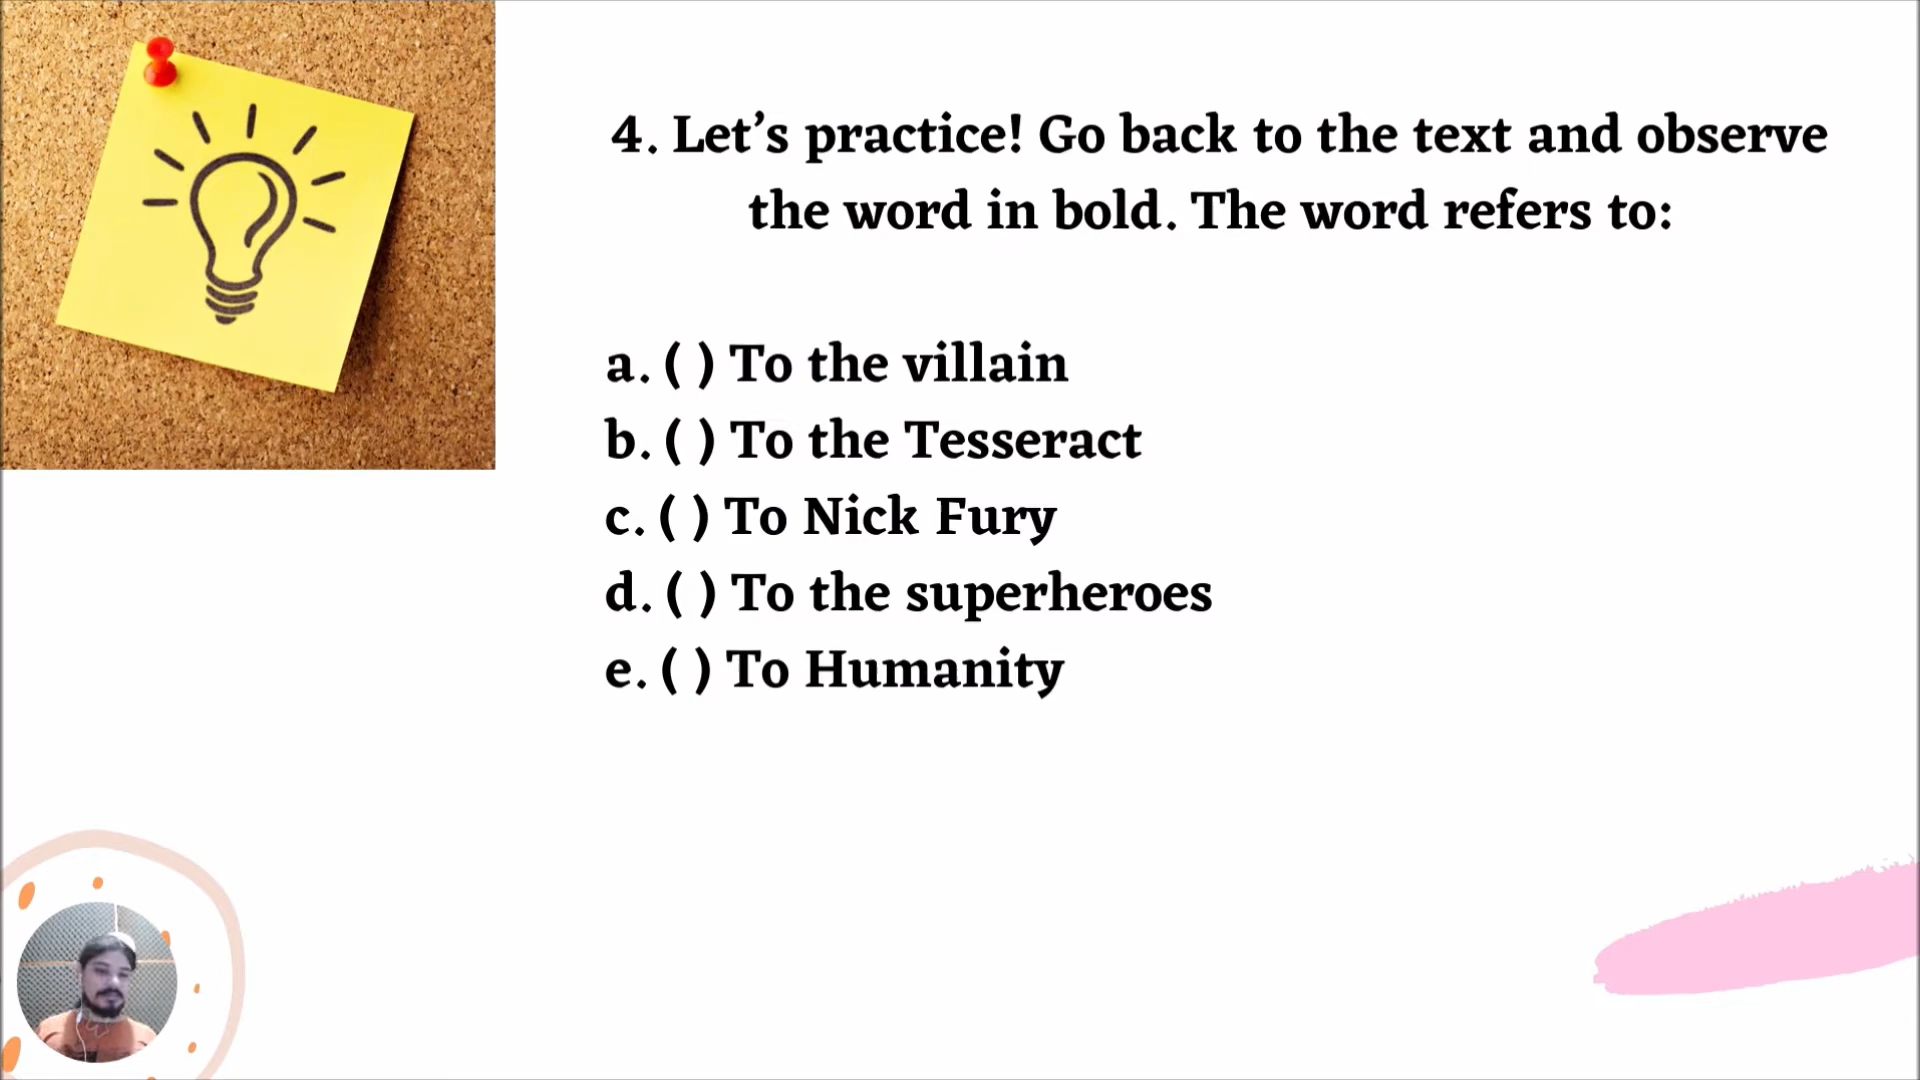 4. Let’s practice! Go back to the text and observe
the word in bold. The word refers to:
a. ( ) To the villain
b. ( ) To the Tesseract
c. ( ) To Nick Fury
d. ( ) To the superheroes
e. ( ) To Humanity